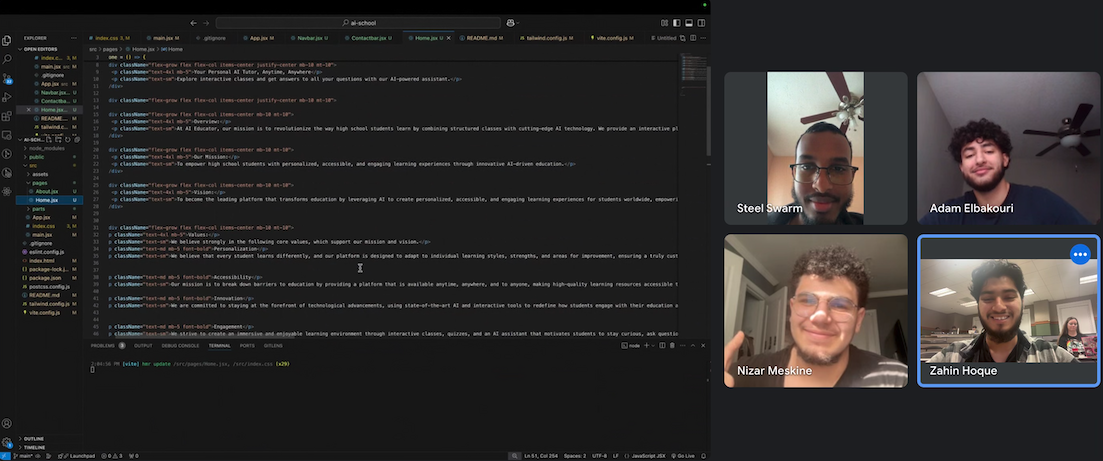 ai-school
EXPLORER
index.css 3, M
main.jsx M
.gitignore
App.jsx M
Navbar.jsx U
Contactbar.jsx U
Home.jsx U
README.md M
tailwind.config.js M
vite.config.js M
Untitled
OPEN EDITORS
src > pages > Home.jsx > Home
index.c... 3, M
main.jsx M
.gitignore
App.jsx M
Navbar.jsx... U
Contactba... U
Home.jsx... U
README... M
tailwind.c... M
AI-SCH...
node_modules
public
src
assets
pages
About.jsx U
Home.jsx U
parts
App.jsx M
index.css 3, M
main.jsx M
.gitignore
eslint.config.js
index.html M
package-lock.j... M
package.json M
postcss.config.js
README.md M
tailwind.config.js M
vite.config.js M
OUTLINE
TIMELINE
ome = () => {
div className="flex-grow flex flex-col items-center justify-center mb-10 mt-10">
<p className="text-4xl mb-5">Your Personal AI Tutor, Anytime, Anywhere</p>
<p className="text-sm">Explore interactive classes and get answers to all your questions with our AI-powered assistant.</p>
/div>
div className="flex-grow flex flex-col items-center justify-center mb-10 mt-10">
div className="flex-grow flex flex-col items-center mb-10 mt-10">
<p className="text-4xl mb-5">Overview:</p>
<p className="text-sm">At AI Educator, our mission is to revolutionize the way high school students learn by combining structured classes with cutting-edge AI technology. We provide an interactive pl
/div>
div className="flex-grow flex flex-col items-center mb-10 mt-10">
<p className="text-4xl mb-5">Our Mission:</p>
<p className="text-sm">To empower high school students with personalized, accessible, and engaging learning experiences through innovative AI-driven education.</p>
/div>
div className="flex-grow flex flex-col items-center mb-10 mt-10">
<p className="text-4xl mb-5">Vision:</p>
<p className="text-sm">To become the leading platform that transforms education by leveraging AI to create personalized, accessible, and engaging learning experiences for students worldwide, empoweri
/div>
div className="flex-grow flex flex-col items-center mb-10 mt-10">
p className="text-4xl mb-5">Values:</p>
p className="text-sm">We believe strongly in the following core values, which support our mission and vision.</p>
p className="text-md mb-5 font-bold">Personalization</p>
p className="text-sm">We believe that every student learns differently, and our platform is designed to adapt to individual learning styles, strengths, and areas for improvement, ensuring a truly cust
p className="text-md mb-5 font-bold">Accessibility</p>
p className="text-sm">Our mission is to break down barriers to education by providing a platform that is available anytime, anywhere, and to anyone, making high-quality learning resources accessible t
p className="text-md mb-5 font-bold">Innovation</p>
p className="text-sm">We are comitted to staying at the forefront of technological advancements, using state-of-the-art AI and interactive tools to redefine how students engage with their education a
p className="text-md mb-5 font-bold">Engagement</p>
p className="text-sm">We strive to create an immersive and enjoyable learning environment through interactive classes, quizzes, and an AI assistant that motivates students to stay curious, ask question
PROBLEMS 3 OUTPUT DEBUG CONSOLE TERMINAL PORTS GITLENS
node
2:04:56 PM [vite] hmr update /src/pages/Home.jsx, /src/index.css (x29)
main* Launchpad 0 3 0
Ln 51, Col 254 Spaces: 2 UTF-8 LF {} JavaScript JSX Go Live
Steel Swarm
Adam Elbakouri
Nizar Meskine
Zahin Hoque